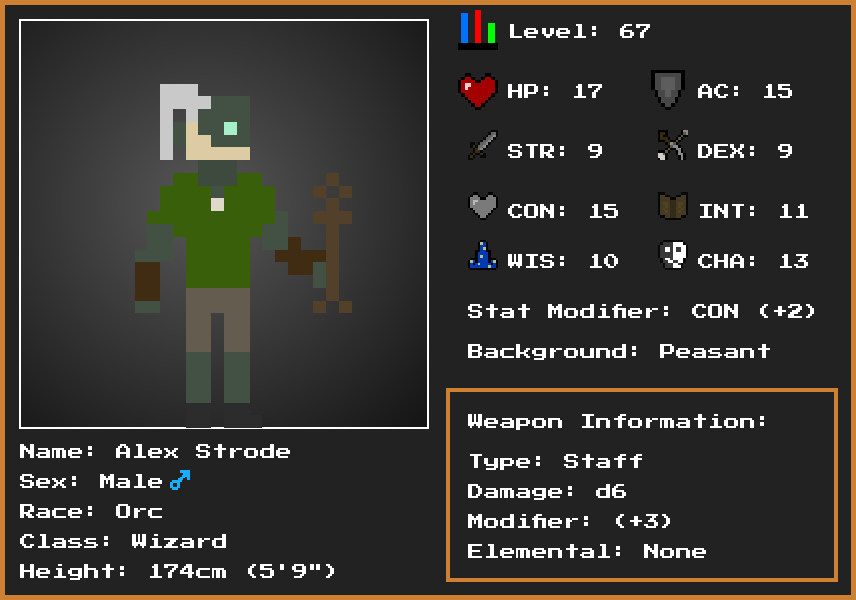 Level: 67
HP: 17 AC: 15
STR: 9 DEX: 9
CON: 15 INT: 11
WIS: 10 CHA: 13
Stat Modifier: CON (+2)
Background: Peasant
Weapon Information:
Type: Staff
Damage: d6
Modifier: (+3)
Elemental: None
Name: Alex Strode
Sex: Male ♂
Race: Orc
Class: Wizard
Height: 174cm (5'9")